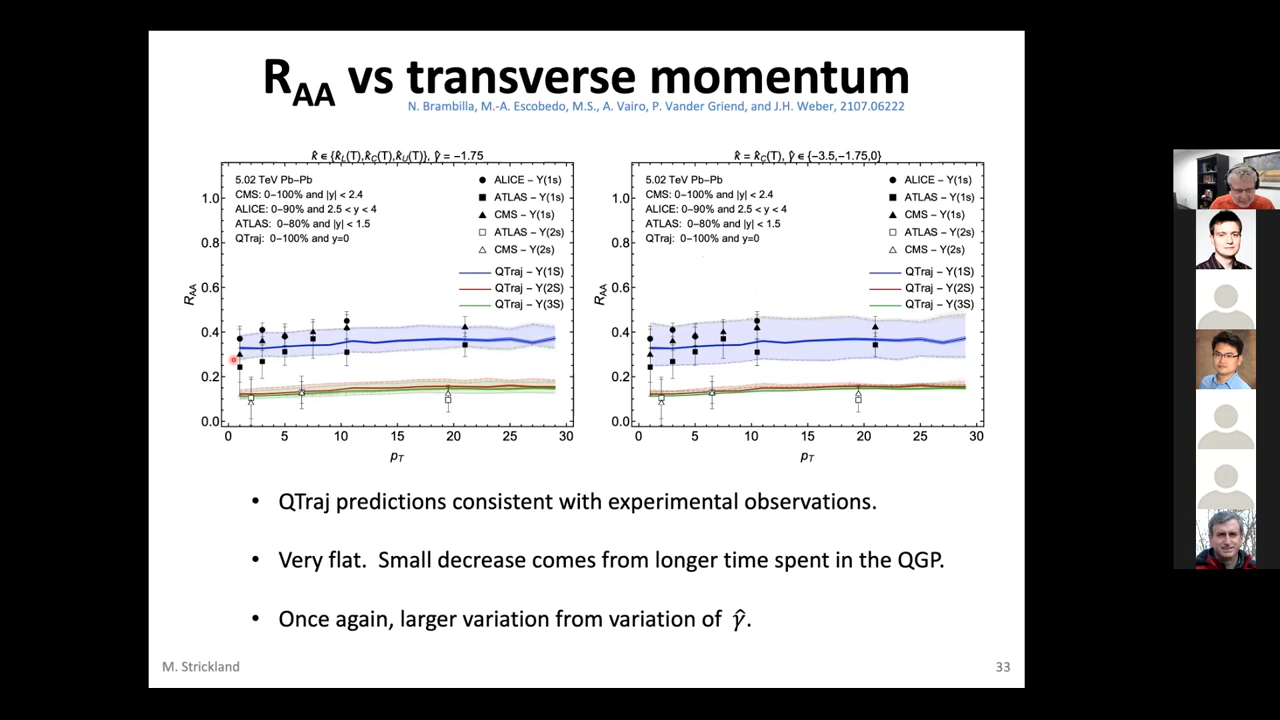 R_AA vs transverse momentum
N. Brambilla, M.-A. Escobedo, M.S., A. Vairo, P. Vander Griend, and J.H. Weber, 2107.06222
κ̂ ∈ {κ̂_L(T),κ̂_C(T),κ̂_U(T)}, γ̂ = −1.75
5.02 TeV Pb–Pb
CMS: 0–100% and |y| < 2.4
ALICE: 0–90% and 2.5 < y < 4
ATLAS: 0–80% and |y| < 1.5
QTraj: 0–100% and y=0
ALICE – Υ(1s)
ATLAS – Υ(1s)
CMS – Υ(1s)
ATLAS – Υ(2s)
CMS – Υ(2s)
QTraj – Υ(1S)
QTraj – Υ(2S)
QTraj – Υ(3S)
R_AA
1.0
0.8
0.6
0.4
0.2
0.0
0 5 10 15 20 25 30
p_T
κ̂ = κ̂_C(T), γ̂ ∈ {−3.5,−1.75,0}
5.02 TeV Pb–Pb
CMS: 0–100% and |y| < 2.4
ALICE: 0–90% and 2.5 < y < 4
ATLAS: 0–80% and |y| < 1.5
QTraj: 0–100% and y=0
ALICE – Υ(1s)
ATLAS – Υ(1s)
CMS – Υ(1s)
ATLAS – Υ(2s)
CMS – Υ(2s)
QTraj – Υ(1S)
QTraj – Υ(2S)
QTraj – Υ(3S)
R_AA
1.0
0.8
0.6
0.4
0.2
0.0
0 5 10 15 20 25 30
p_T
• QTraj predictions consistent with experimental observations.
• Very flat. Small decrease comes from longer time spent in the QGP.
• Once again, larger variation from variation of γ̂.
M. Strickland
33